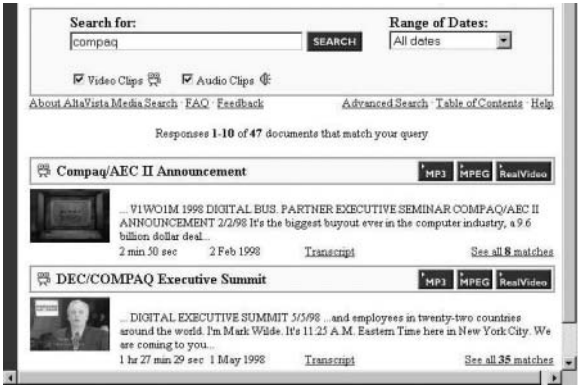 Search for:
Range of Dates:
compaq
SEARCH
All dates
Video Clips
Audio Clips
About AltaVista Media Search · FAQ · Feedback
Advanced Search · Table of Contents · Help
Responses 1-10 of 47 documents that match your query
Compaq/AEC II Announcement
MP3 MPEG RealVideo
... V1WO1M 1998 DIGITAL BUS. PARTNER EXECUTIVE SEMINAR COMPAQ/AEC II
ANNOUNCEMENT 2/2/98 It's the biggest buyout ever in the computer industry, a 9.6
billion dollar deal...
2 min 50 sec 2 Feb 1998 Transcript See all 8 matches
DEC/COMPAQ Executive Summit
MP3 MPEG RealVideo
... DIGITAL EXECUTIVE SUMMIT 5/5/98 ...and employees in twenty-two countries
around the world. I'm Mark Wilde. It's 11:25 A.M. Eastern Time here in New York City. We
are coming to you...
1 hr 27 min 29 sec 1 May 1998 Transcript See all 35 matches